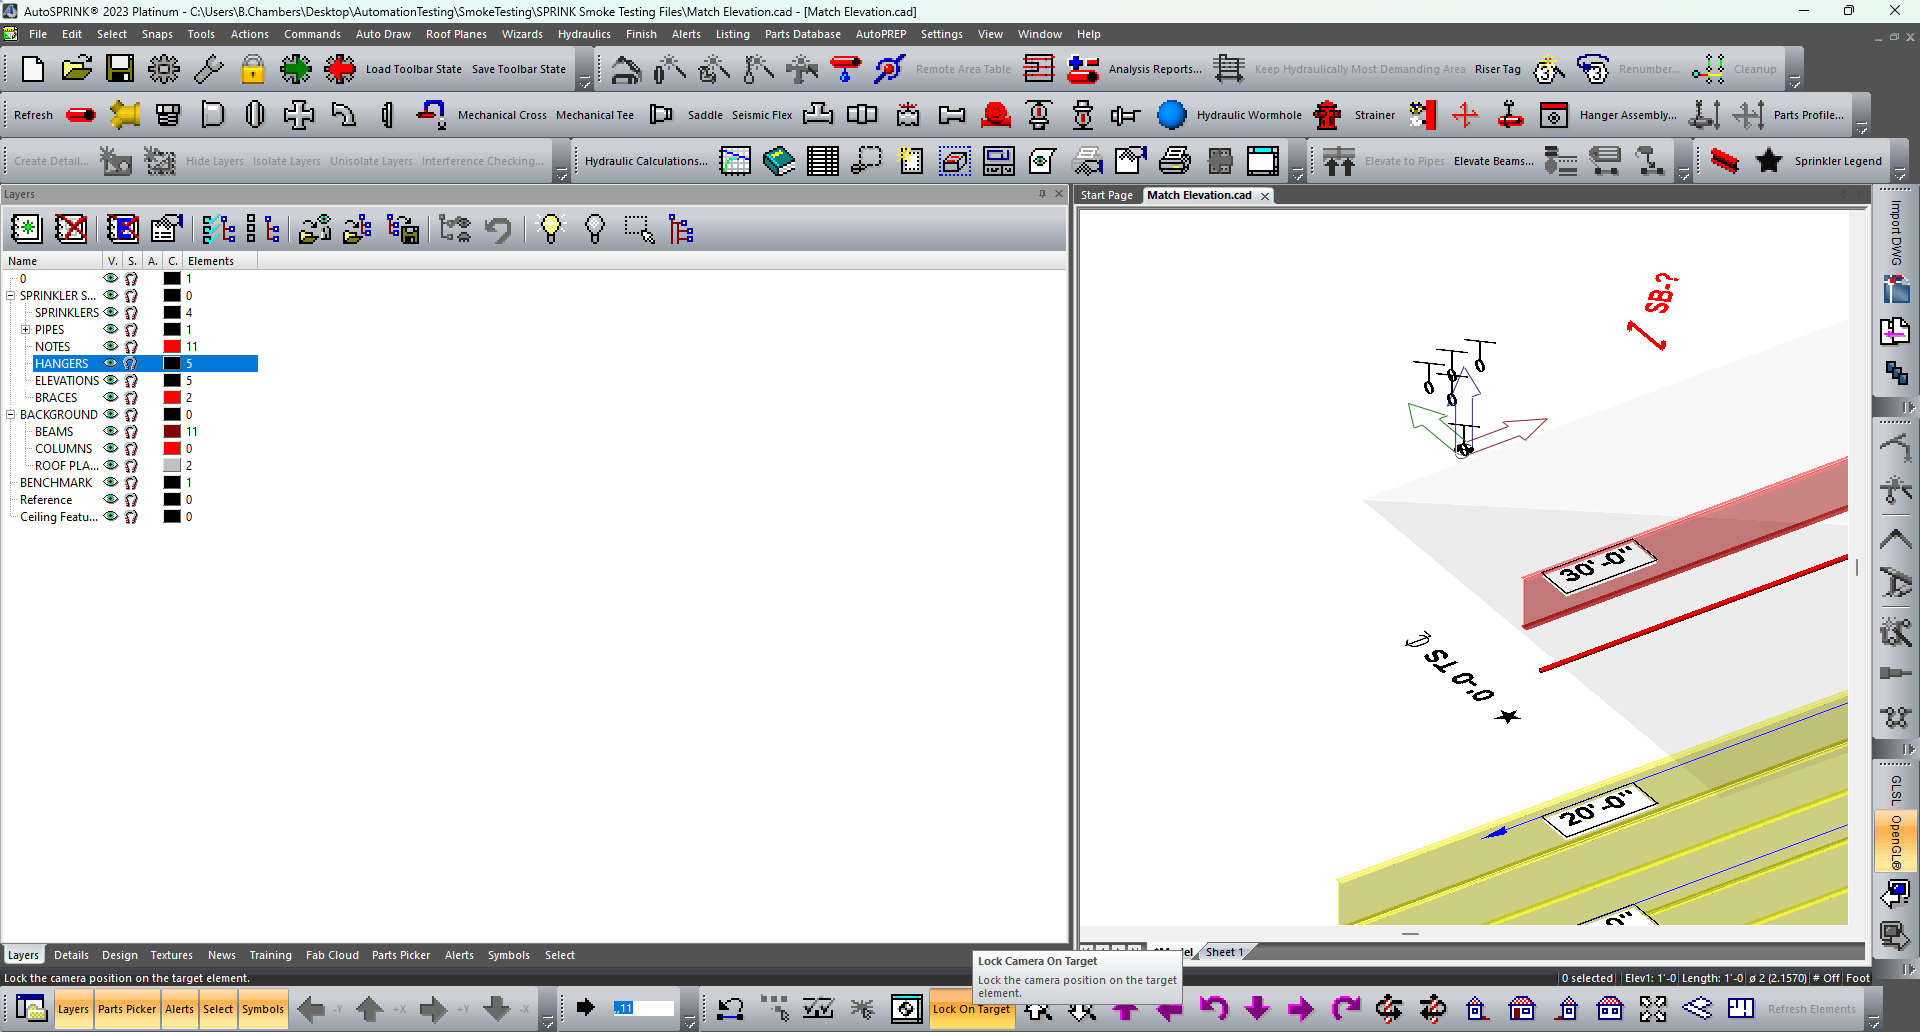 AutoSPRINK® 2023 Platinum - C:\Users\B.Chambers\Desktop\AutomationTesting\SmokeTesting\SPRINK Smoke Testing Files\Match Elevation.cad - [Match Elevation.cad]
File Edit Select Snaps Tools Actions Commands Auto Draw Roof Planes Wizards Hydraulics Finish Alerts Listing Parts Database AutoPREP Settings View Window Help
Load Toolbar State Save Toolbar State Remote Area Table Analysis Reports... Keep Hydraulically Most Demanding Area Riser Tag Renumber... Cleanup
Refresh Mechanical Cross Mechanical Tee Saddle Seismic Flex Hydraulic Wormhole Strainer Hanger Assembly... Parts Profile...
Create Detail... Hide Layers Isolate Layers Unisolate Layers Interference Checking... Hydraulic Calculations... Elevate to Pipes Elevate Beams... Sprinkler Legend
Layers
Start Page Match Elevation.cad
Name V. S. A. C. Elements
0 1
SPRINKLER S... 0
SPRINKLERS 4
PIPES 1
NOTES 11
HANGERS 5
ELEVATIONS 5
BRACES 2
BACKGROUND 0
BEAMS 11
COLUMNS 0
ROOF PLA... 2
BENCHMARK 1
Reference 0
Ceiling Featu... 0
SB-?
30'-0"
0'-0 TS
20'-0"
0"
Import DWG
GLSL
OpenGL®
Layers Details Design Textures News Training Fab Cloud Parts Picker Alerts Symbols Select
Sheet 1
Lock Camera On Target
Lock the camera position on the target
element.
Lock the camera position on the target element.
0 selected Elev1: 1'-0 Length: 1'-0 ø 2 (2.1570) # Off Foot
Layers Parts Picker Alerts Select Symbols -Y +X +Y -X ,,11 Lock On Target Refresh Elements